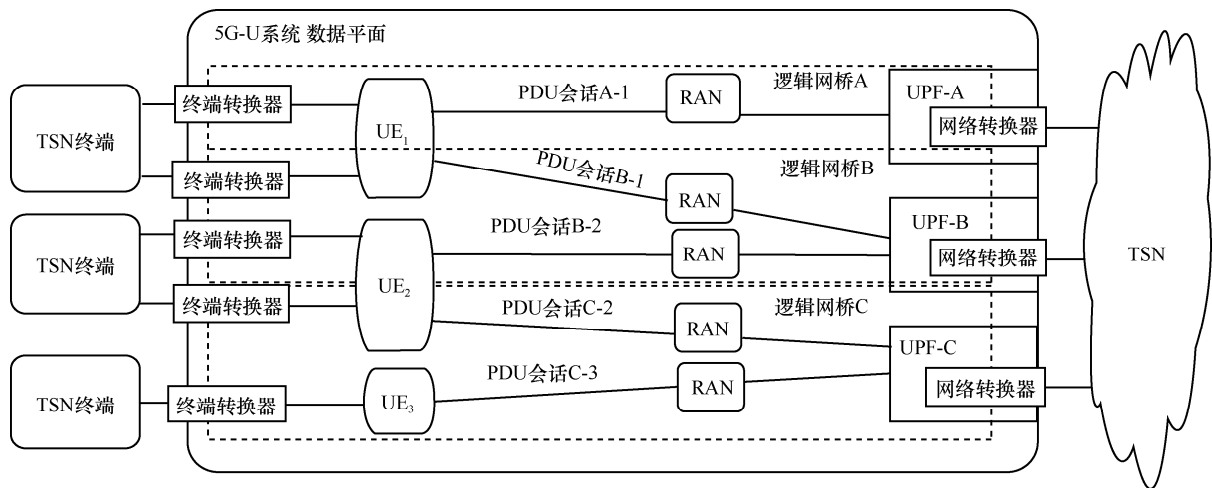 5G-U系统 数据平面
逻辑网桥A
TSN终端
终端转换器
UE1
PDU会话A-1
RAN
UPF-A
网络转换器
终端转换器
PDU会话B-1
逻辑网桥B
RAN
TSN终端
终端转换器
UE2
PDU会话B-2
RAN
UPF-B
网络转换器
TSN
终端转换器
PDU会话C-2
逻辑网桥C
RAN
UPF-C
TSN终端
终端转换器
UE3
PDU会话C-3
RAN
网络转换器